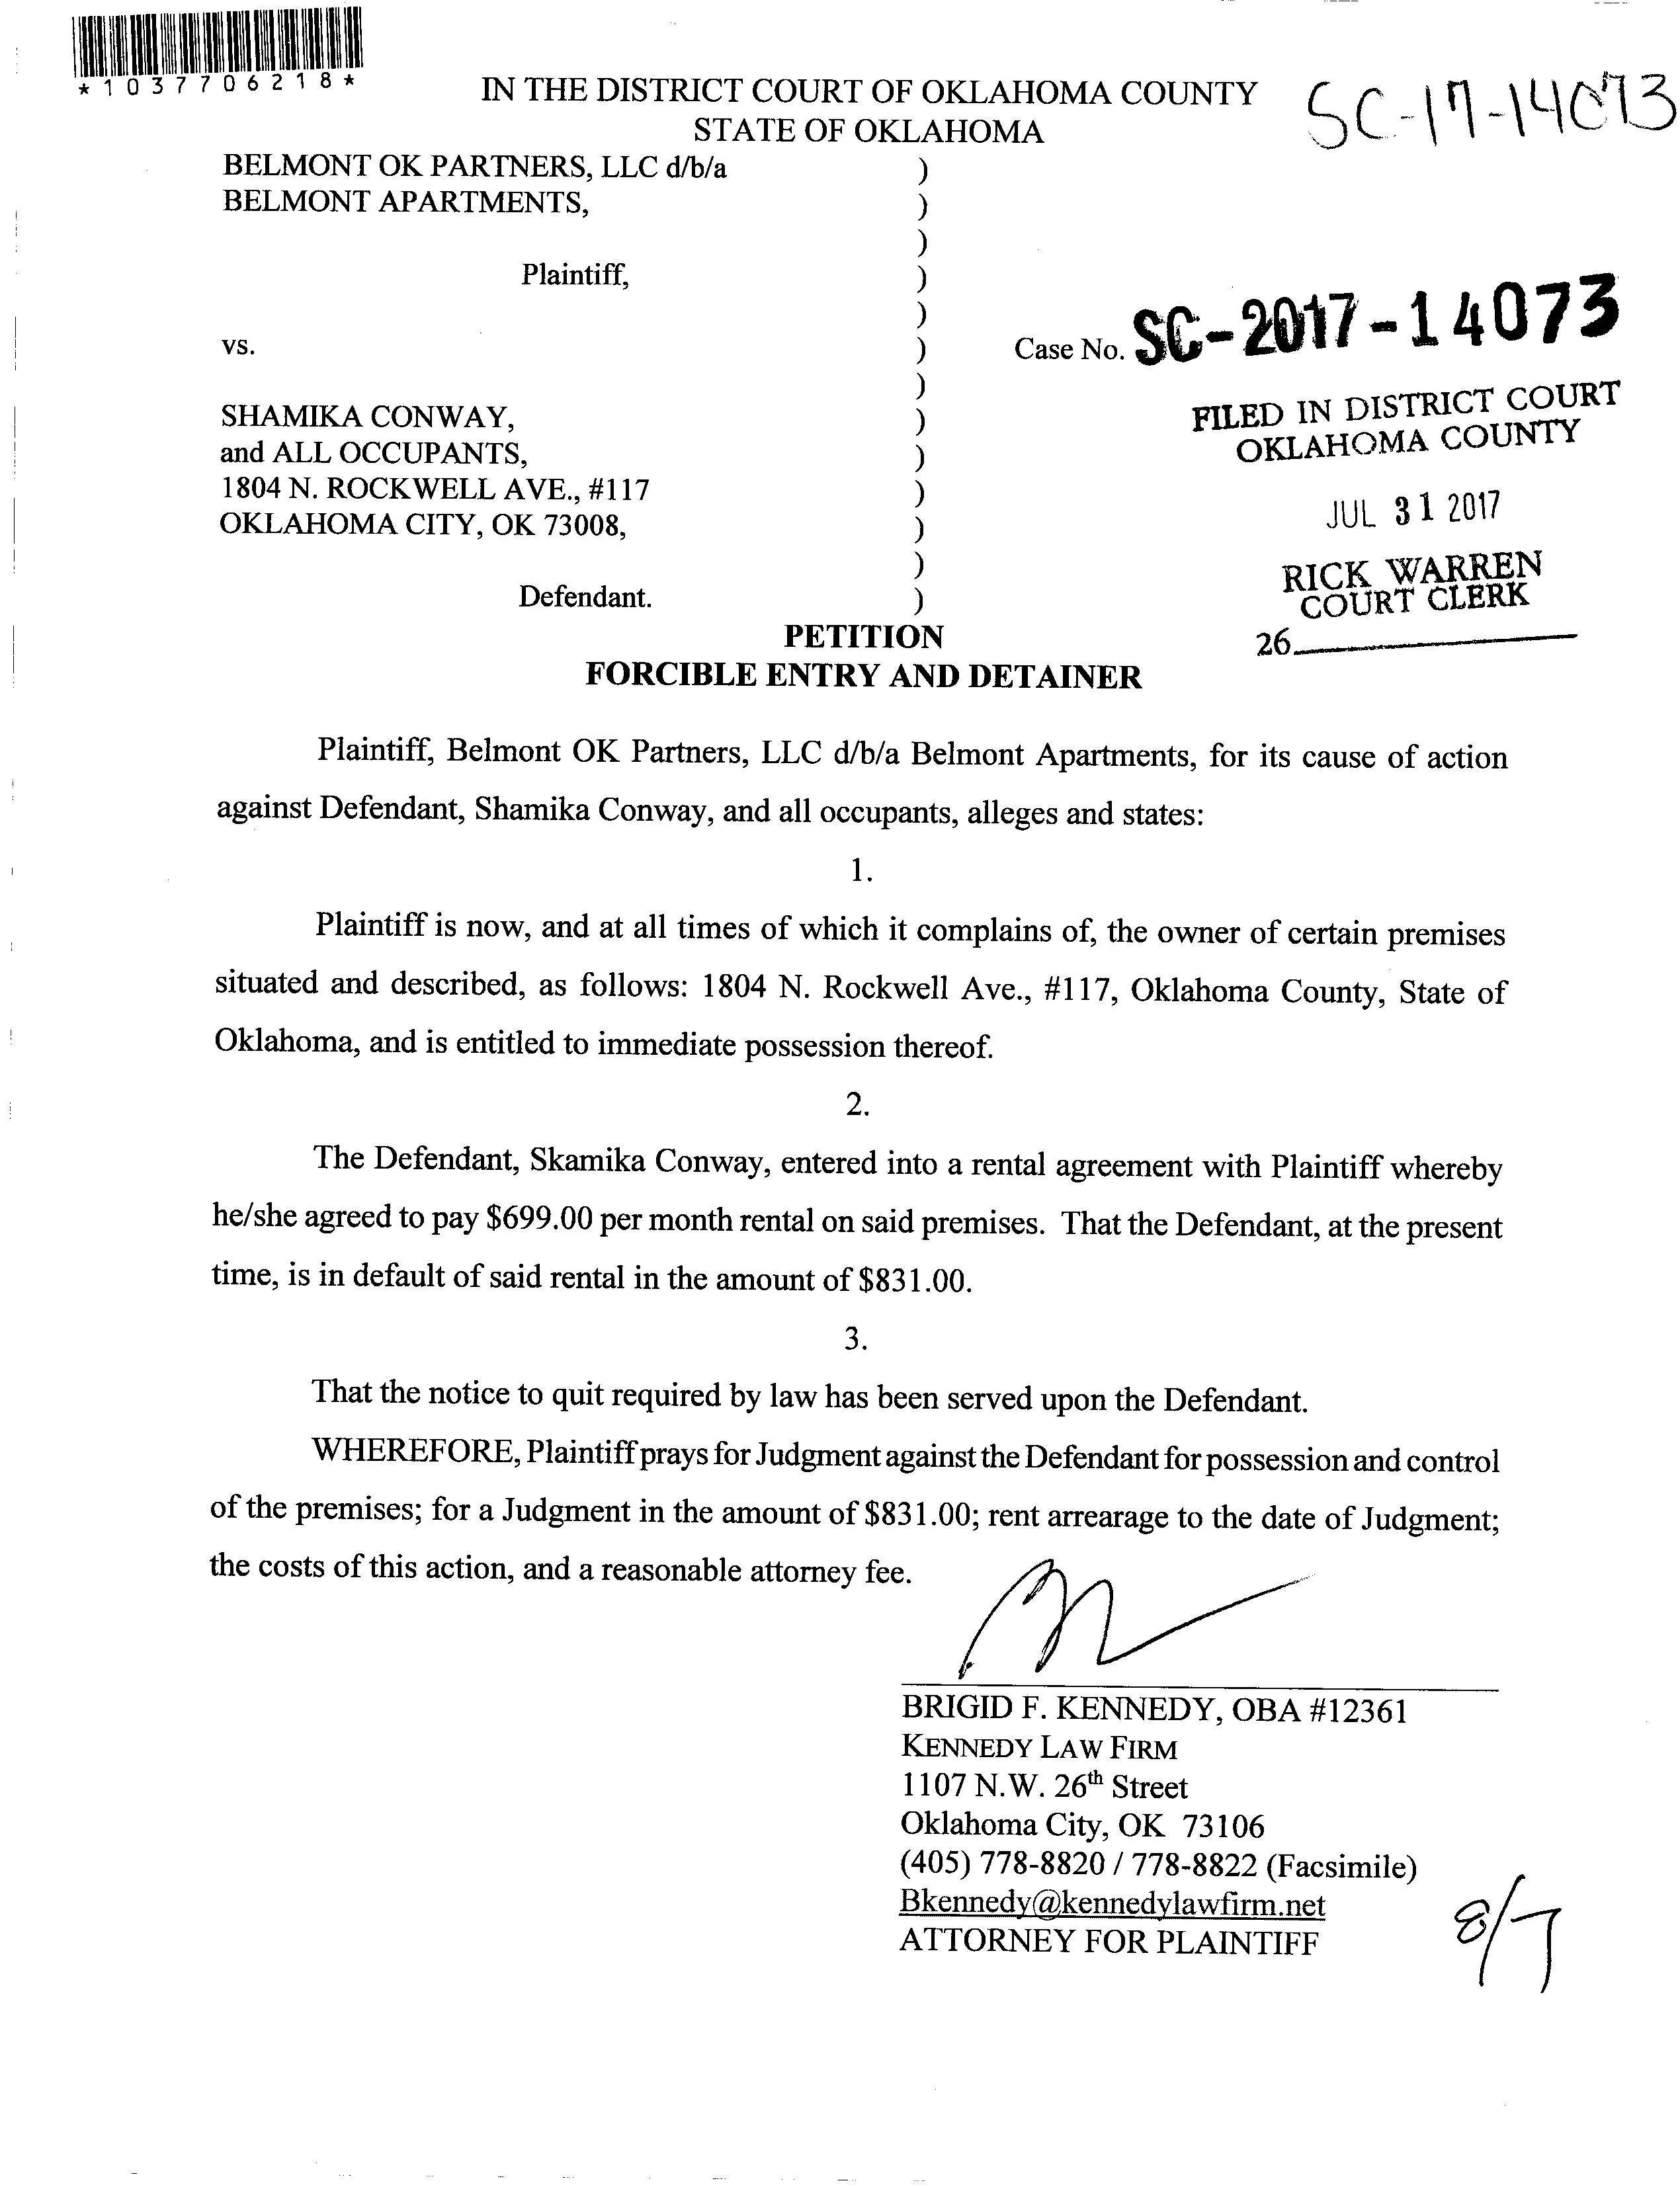 *1037706218*
IN THE DISTRICT COURT OF OKLAHOMA COUNTY
STATE OF OKLAHOMA
SC-17-14073
BELMONT OK PARTNERS, LLC d/b/a )
BELMONT APARTMENTS, )
)
Plaintiff, )
)
vs. ) Case No. SC-2017-14073
)
SHAMIKA CONWAY, )
and ALL OCCUPANTS, )
1804 N. ROCKWELL AVE., #117 )
OKLAHOMA CITY, OK 73008, )
)
Defendant. )
FILED IN DISTRICT COURT
OKLAHOMA COUNTY
JUL 31 2017
RICK WARREN
COURT CLERK
26
PETITION
FORCIBLE ENTRY AND DETAINER
Plaintiff, Belmont OK Partners, LLC d/b/a Belmont Apartments, for its cause of action
against Defendant, Shamika Conway, and all occupants, alleges and states:
1.
Plaintiff is now, and at all times of which it complains of, the owner of certain premises
situated and described, as follows: 1804 N. Rockwell Ave., #117, Oklahoma County, State of
Oklahoma, and is entitled to immediate possession thereof.
2.
The Defendant, Skamika Conway, entered into a rental agreement with Plaintiff whereby
he/she agreed to pay $699.00 per month rental on said premises. That the Defendant, at the present
time, is in default of said rental in the amount of $831.00.
3.
That the notice to quit required by law has been served upon the Defendant.
WHEREFORE, Plaintiff prays for Judgment against the Defendant for possession and control
of the premises; for a Judgment in the amount of $831.00; rent arrearage to the date of Judgment;
the costs of this action, and a reasonable attorney fee.
BRIGID F. KENNEDY, OBA #12361
KENNEDY LAW FIRM
1107 N.W. 26th Street
Oklahoma City, OK 73106
(405) 778-8820 / 778-8822 (Facsimile)
Bkennedy@kennedylawfirm.net
ATTORNEY FOR PLAINTIFF
8/7